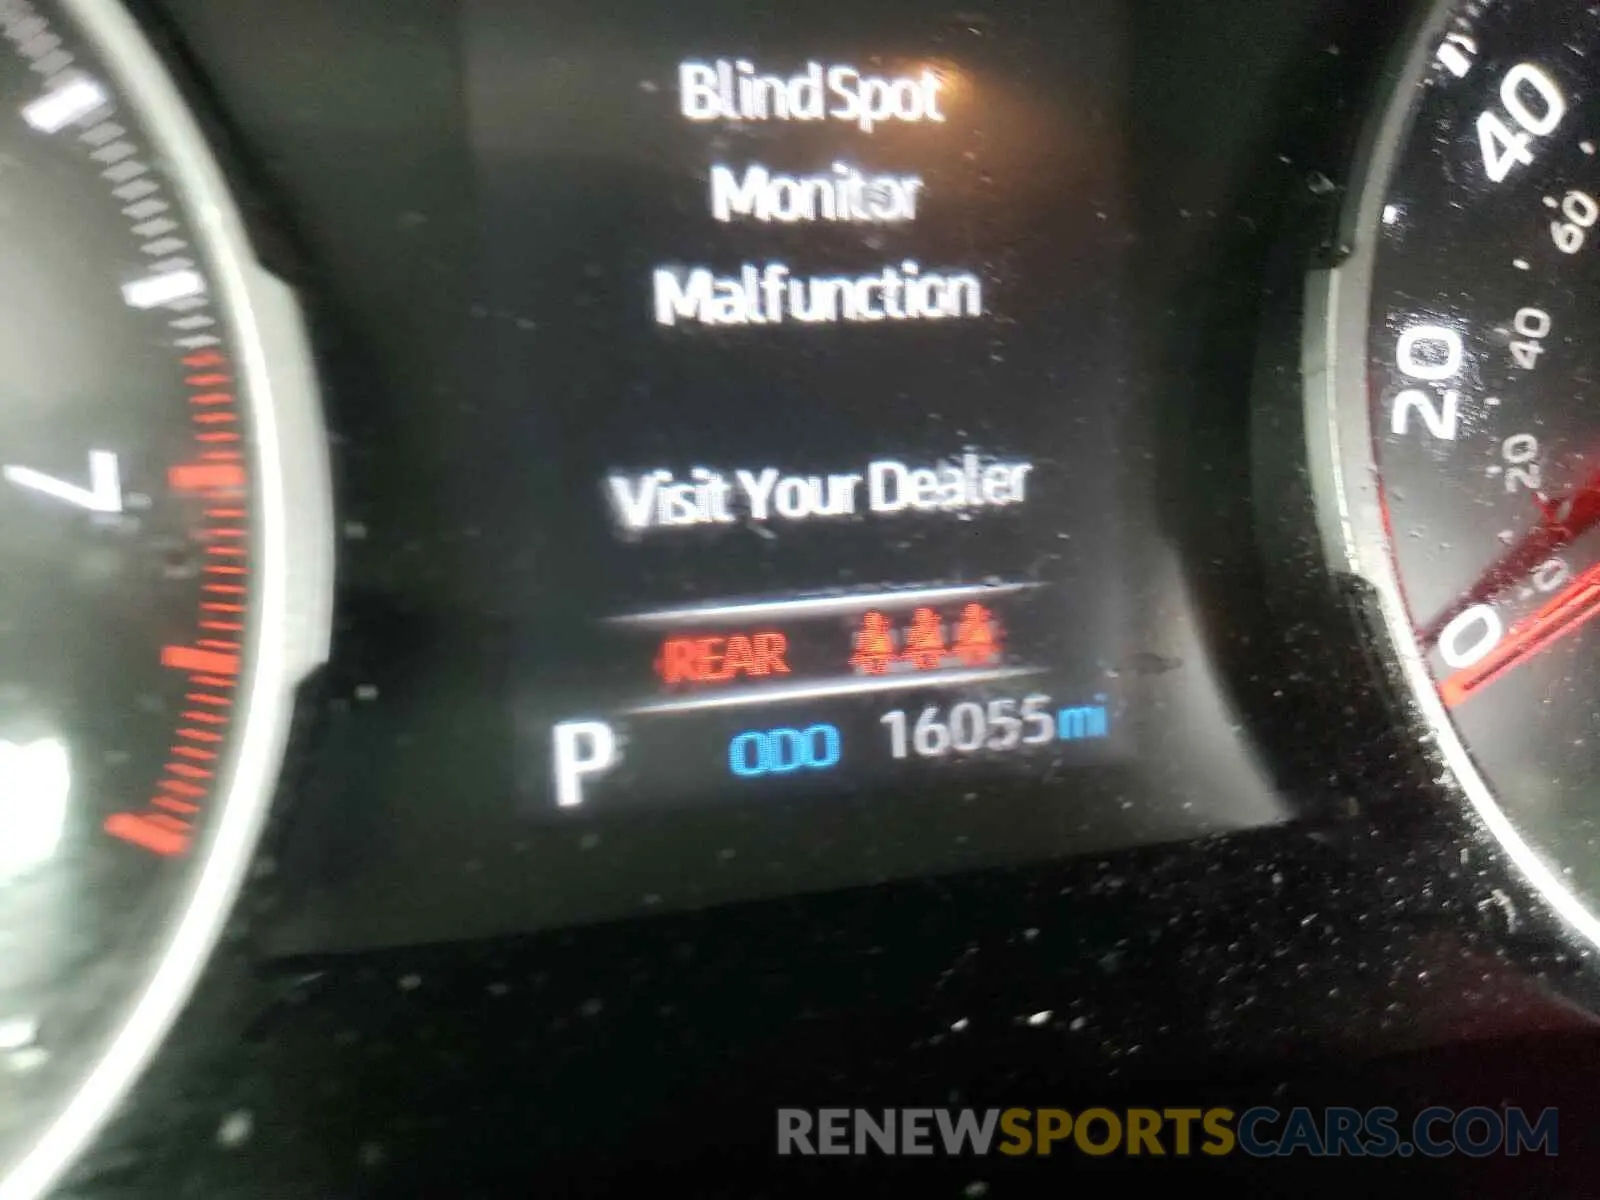 Blind Spot
Monitor
Malfunction
Visit Your Dealer
REAR
P ODO 16055 mi
7
40
20
0
60
40
20
0
RENEWSPORTSCARS.COM